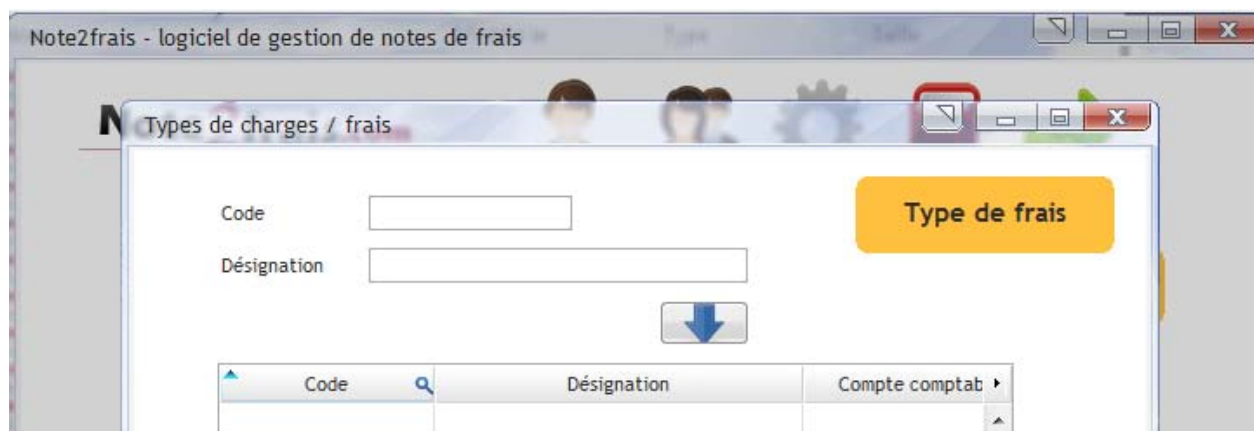 Note2frais - logiciel de gestion de notes de frais
Types de charges / frais
Code
Type de frais
Désignation
Code Désignation Compte comptab